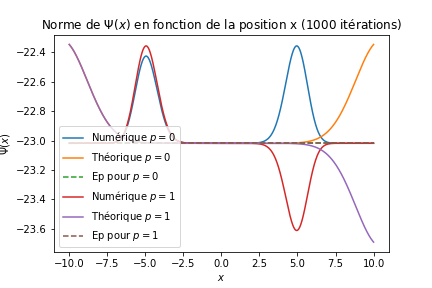 Norme de Ψ(x) en fonction de la position x (1000 itérations)
−22.4
−22.6
−22.8
−23.0
−23.2
−23.4
−23.6
Ψ(x)
Numérique p = 0
Théorique p = 0
Ep pour p = 0
Numérique p = 1
Théorique p = 1
Ep pour p = 1
−10.0 −7.5 −5.0 −2.5 0.0 2.5 5.0 7.5 10.0
x